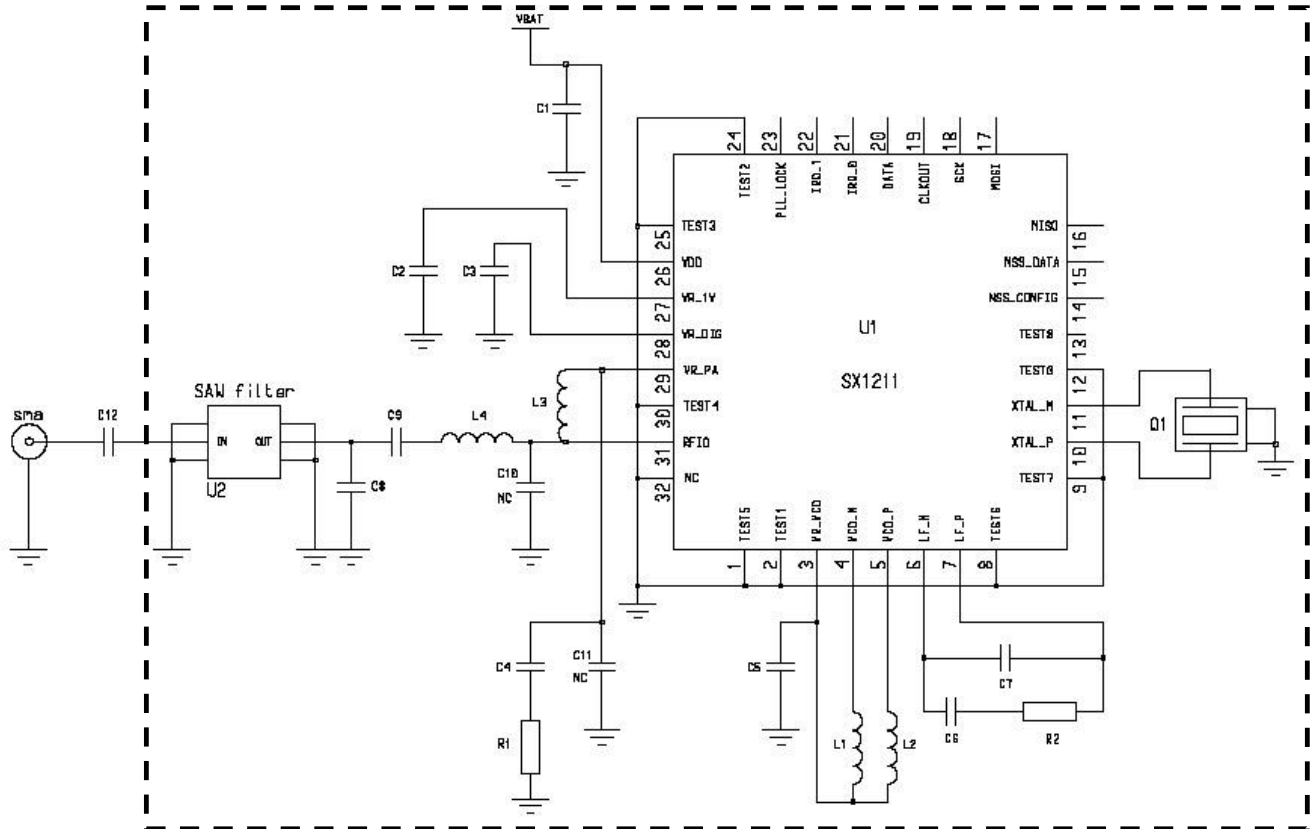 VBAT
C1
24
23
22
21
20
19
18
17
TEST2
PLL_LOCK
IRQ_1
IRQ_0
DATA
CLKOUT
SCK
MOSI
TEST3
25
VDD
26
VR_1V
27
VR_DIG
28
VR_PA
29
TEST4
30
RFIO
31
NC
32
MISO
16
NSS_DATA
15
NSS_CONFIG
14
TEST8
13
TEST0
12
XTAL_M
11
XTAL_P
10
TEST7
9
U1
SX1211
C2
C3
SAW filter
IN
OUT
U2
sma
C12
C9
L4
L3
C8
C10
NC
Q1
TEST5
TEST1
VR_VCO
VCO_M
VCO_P
LF_M
LF_P
TEST6
1
2
3
4
5
6
7
8
C4
C11
NC
R1
C5
L1
L2
C7
C6
R2